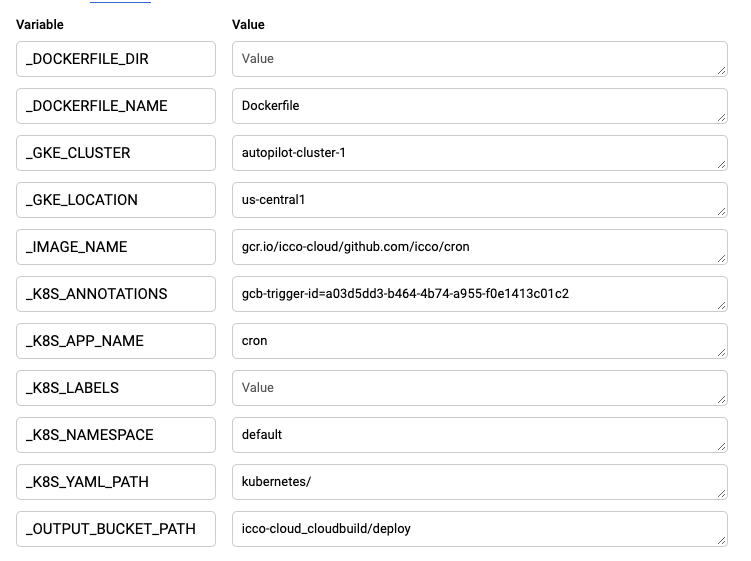 Variable Value
_DOCKERFILE_DIR Value
_DOCKERFILE_NAME Dockerfile
_GKE_CLUSTER autopilot-cluster-1
_GKE_LOCATION us-central1
_IMAGE_NAME gcr.io/icco-cloud/github.com/icco/cron
_K8S_ANNOTATIONS gcb-trigger-id=a03d5dd3-b464-4b74-a955-f0e1413c01c2
_K8S_APP_NAME cron
_K8S_LABELS Value
_K8S_NAMESPACE default
_K8S_YAML_PATH kubernetes/
_OUTPUT_BUCKET_PATH icco-cloud_cloudbuild/deploy